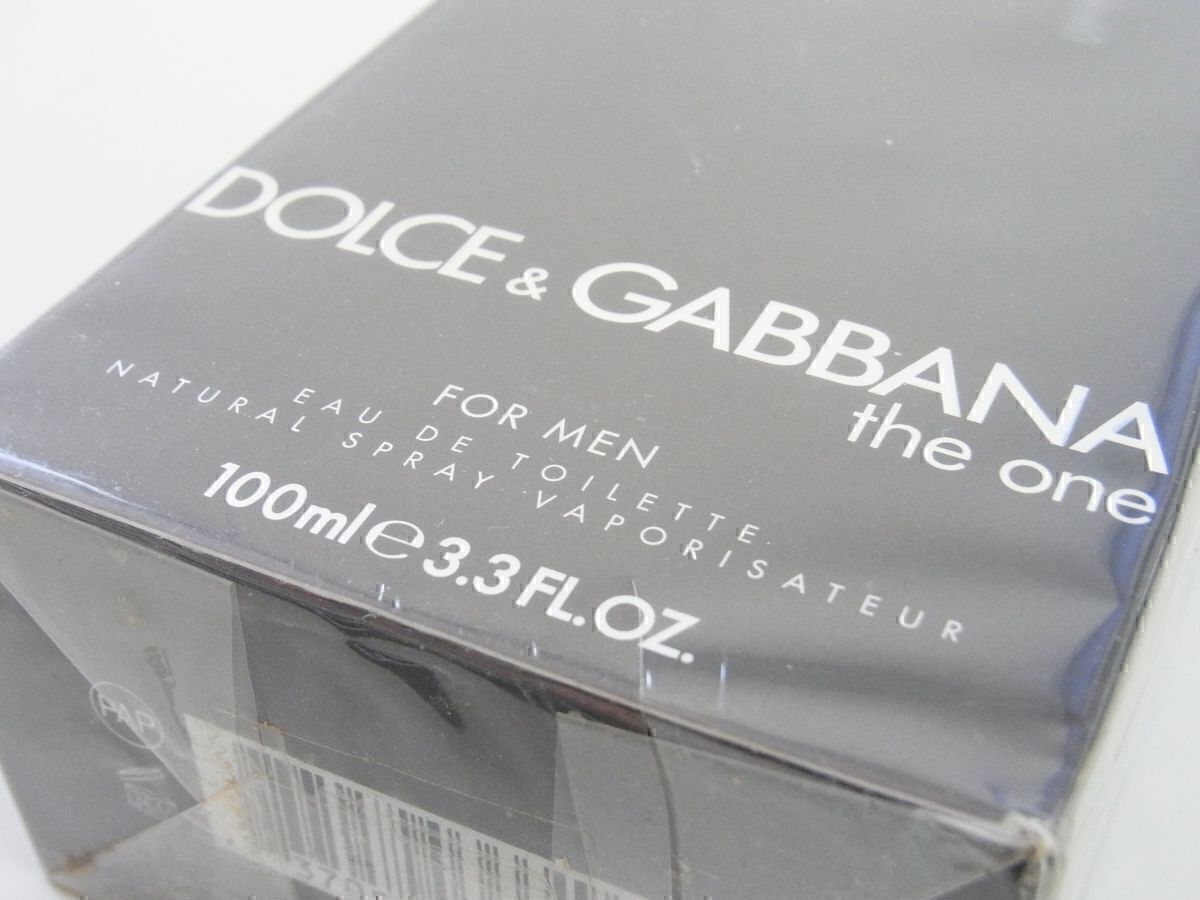 DOLCE & GABBANA
the one
FOR MEN
EAU DE TOILETTE
NATURAL SPRAY VAPORISATEUR
100ml e 3.3 FL.OZ.
PAP